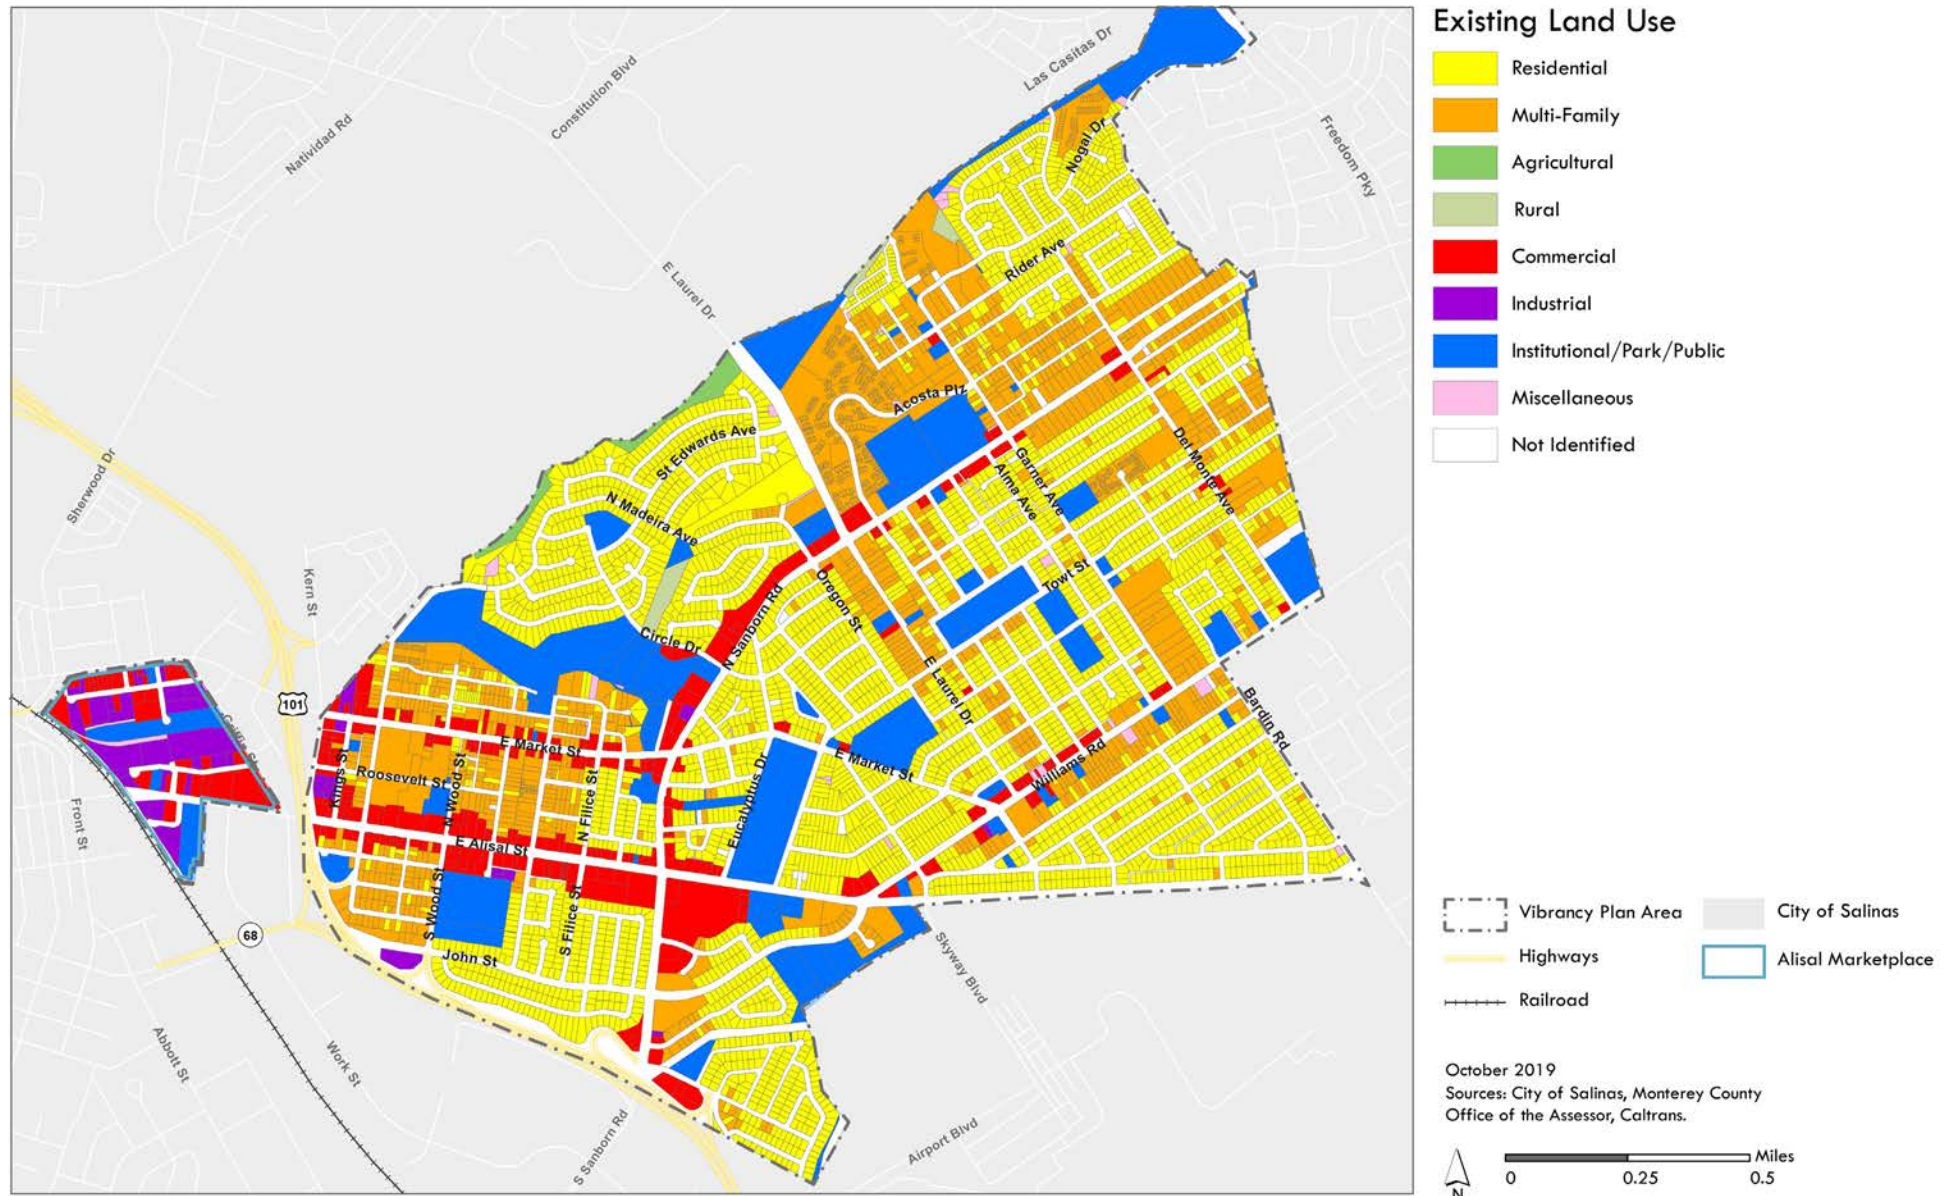 Existing Land Use
Residential
Multi-Family
Agricultural
Rural
Commercial
Industrial
Institutional/Park/Public
Miscellaneous
Not Identified
Las Casitas Dr
Constitution Blvd
Natividad Rd
Freedom Pky
Nogal Dr
Rider Ave
E Laurel Dr
Acosta Plz
St Edwards Ave
Sherwood Dr
N Madeira Ave
Garner Ave
Alma Ave
Del Monte Ave
Kern St
Towt St
Oregon St
N Sanborn Rd
Circle Dr
E Laurel Dr
101
Bardin Rd
E Market St
E Market St
Williams Rd
Roosevelt St
Kings St
N Wood St
N Filice St
Eucalyptus Dr
Front St
E Alisal St
S Wood St
S Filice St
68
John St
Skyway Blvd
Abbott St
Work St
S Sanborn Rd
Airport Blvd
Vibrancy Plan Area
City of Salinas
Highways
Alisal Marketplace
Railroad
October 2019
Sources: City of Salinas, Monterey County
Office of the Assessor, Caltrans.
Miles
0 0.25 0.5
N